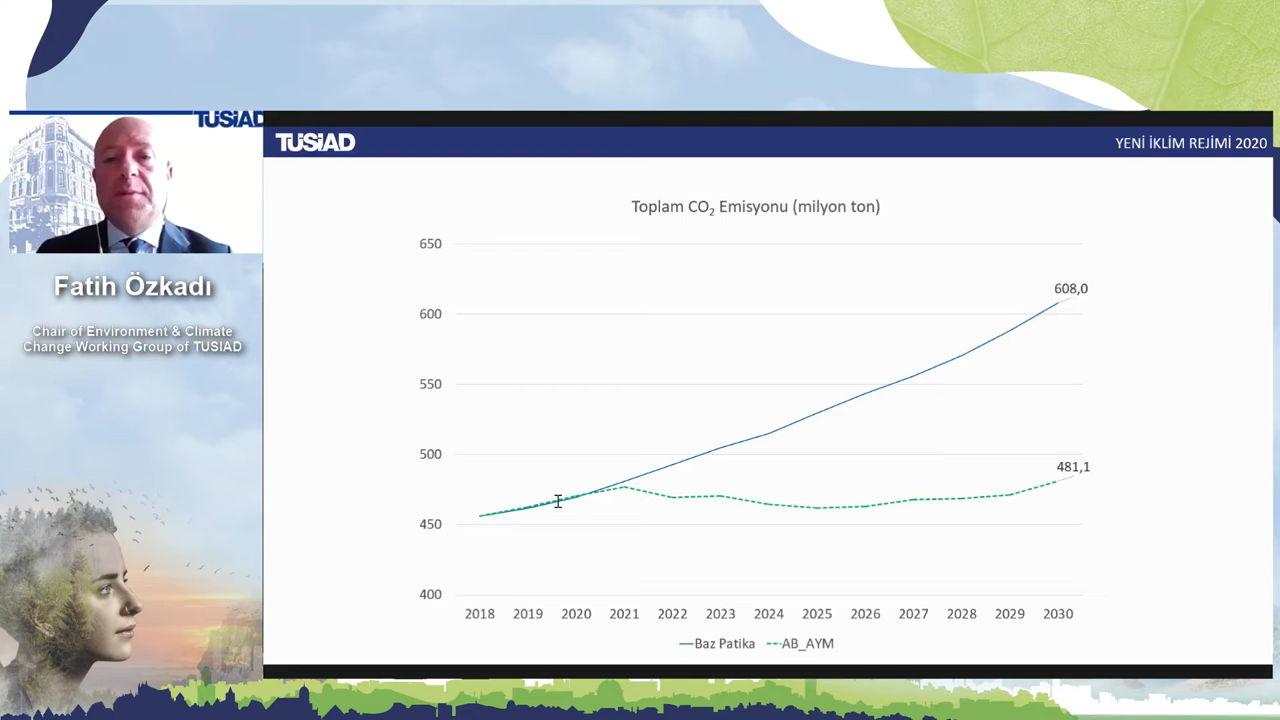 TUSiAD
TUSiAD
YENİ İKLİM REJİMİ 2020
Fatih Özkadı
Chair of Environment & Climate
Change Working Group of TUSIAD
Toplam CO₂ Emisyonu (milyon ton)
650
600
550
500
450
400
608,0
481,1
2018 2019 2020 2021 2022 2023 2024 2025 2026 2027 2028 2029 2030
Baz Patika AB_AYM